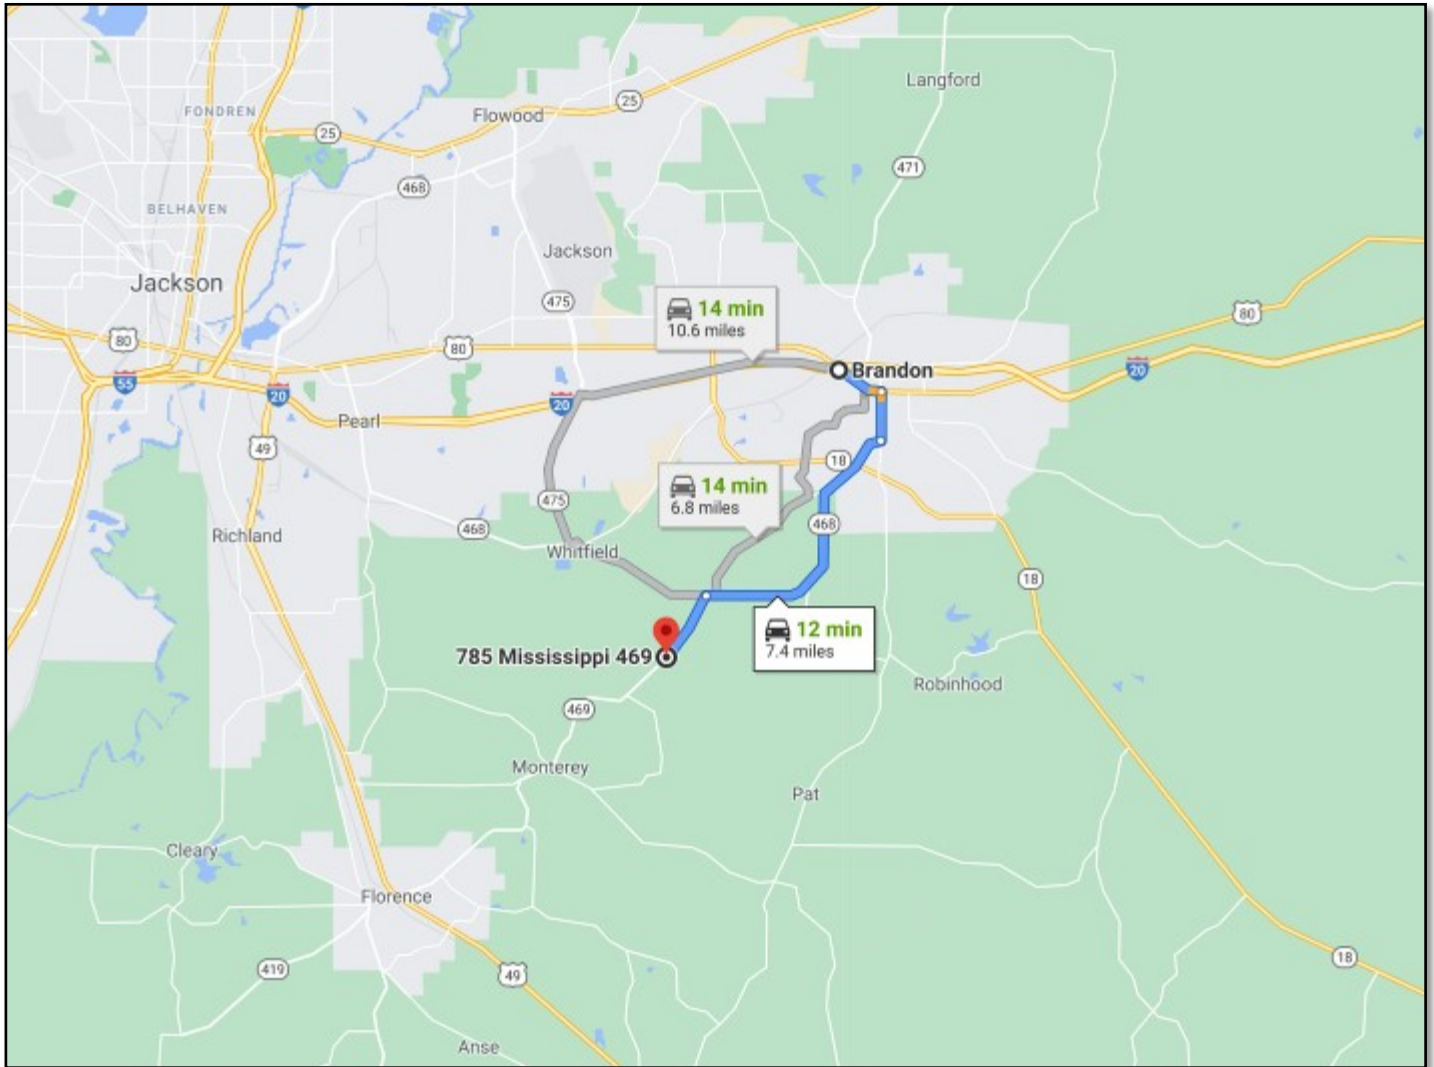 Langford
25
Flowood
FONDREN
25
471
468
BELHAVEN
Jackson
Jackson
475
14 min
10.6 miles
80
80
80
Brandon
20
55
20
20
Pearl
49
18
14 min
6.8 miles
475
468
468
Richland
Whitfield
18
12 min
7.4 miles
785 Mississippi 469
Robinhood
469
Monterey
Pat
Cleary
Florence
18
419
49
Anse